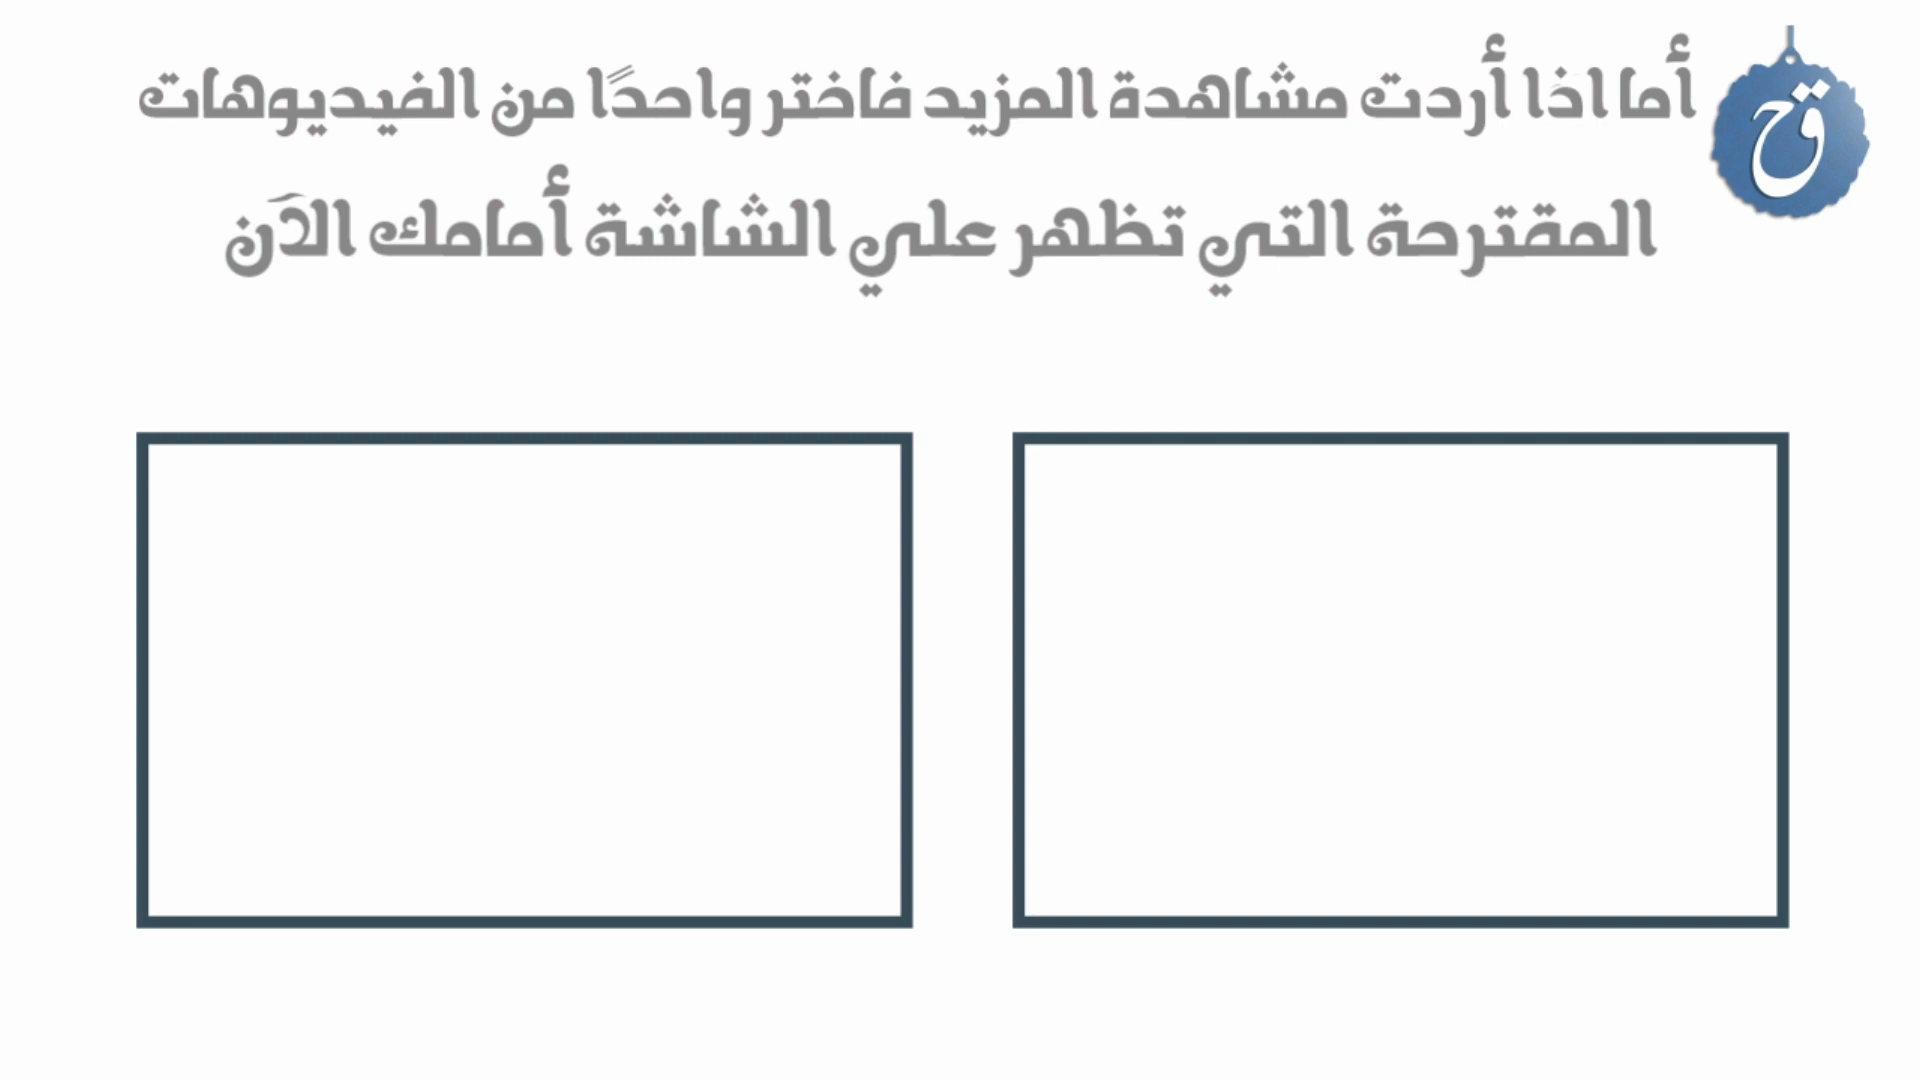 أما اذا أردت مشاهدة المزيد فاختر واحدًا من الفيديوهات
المقترحة التي تظهر علي الشاشة أمامك الآن